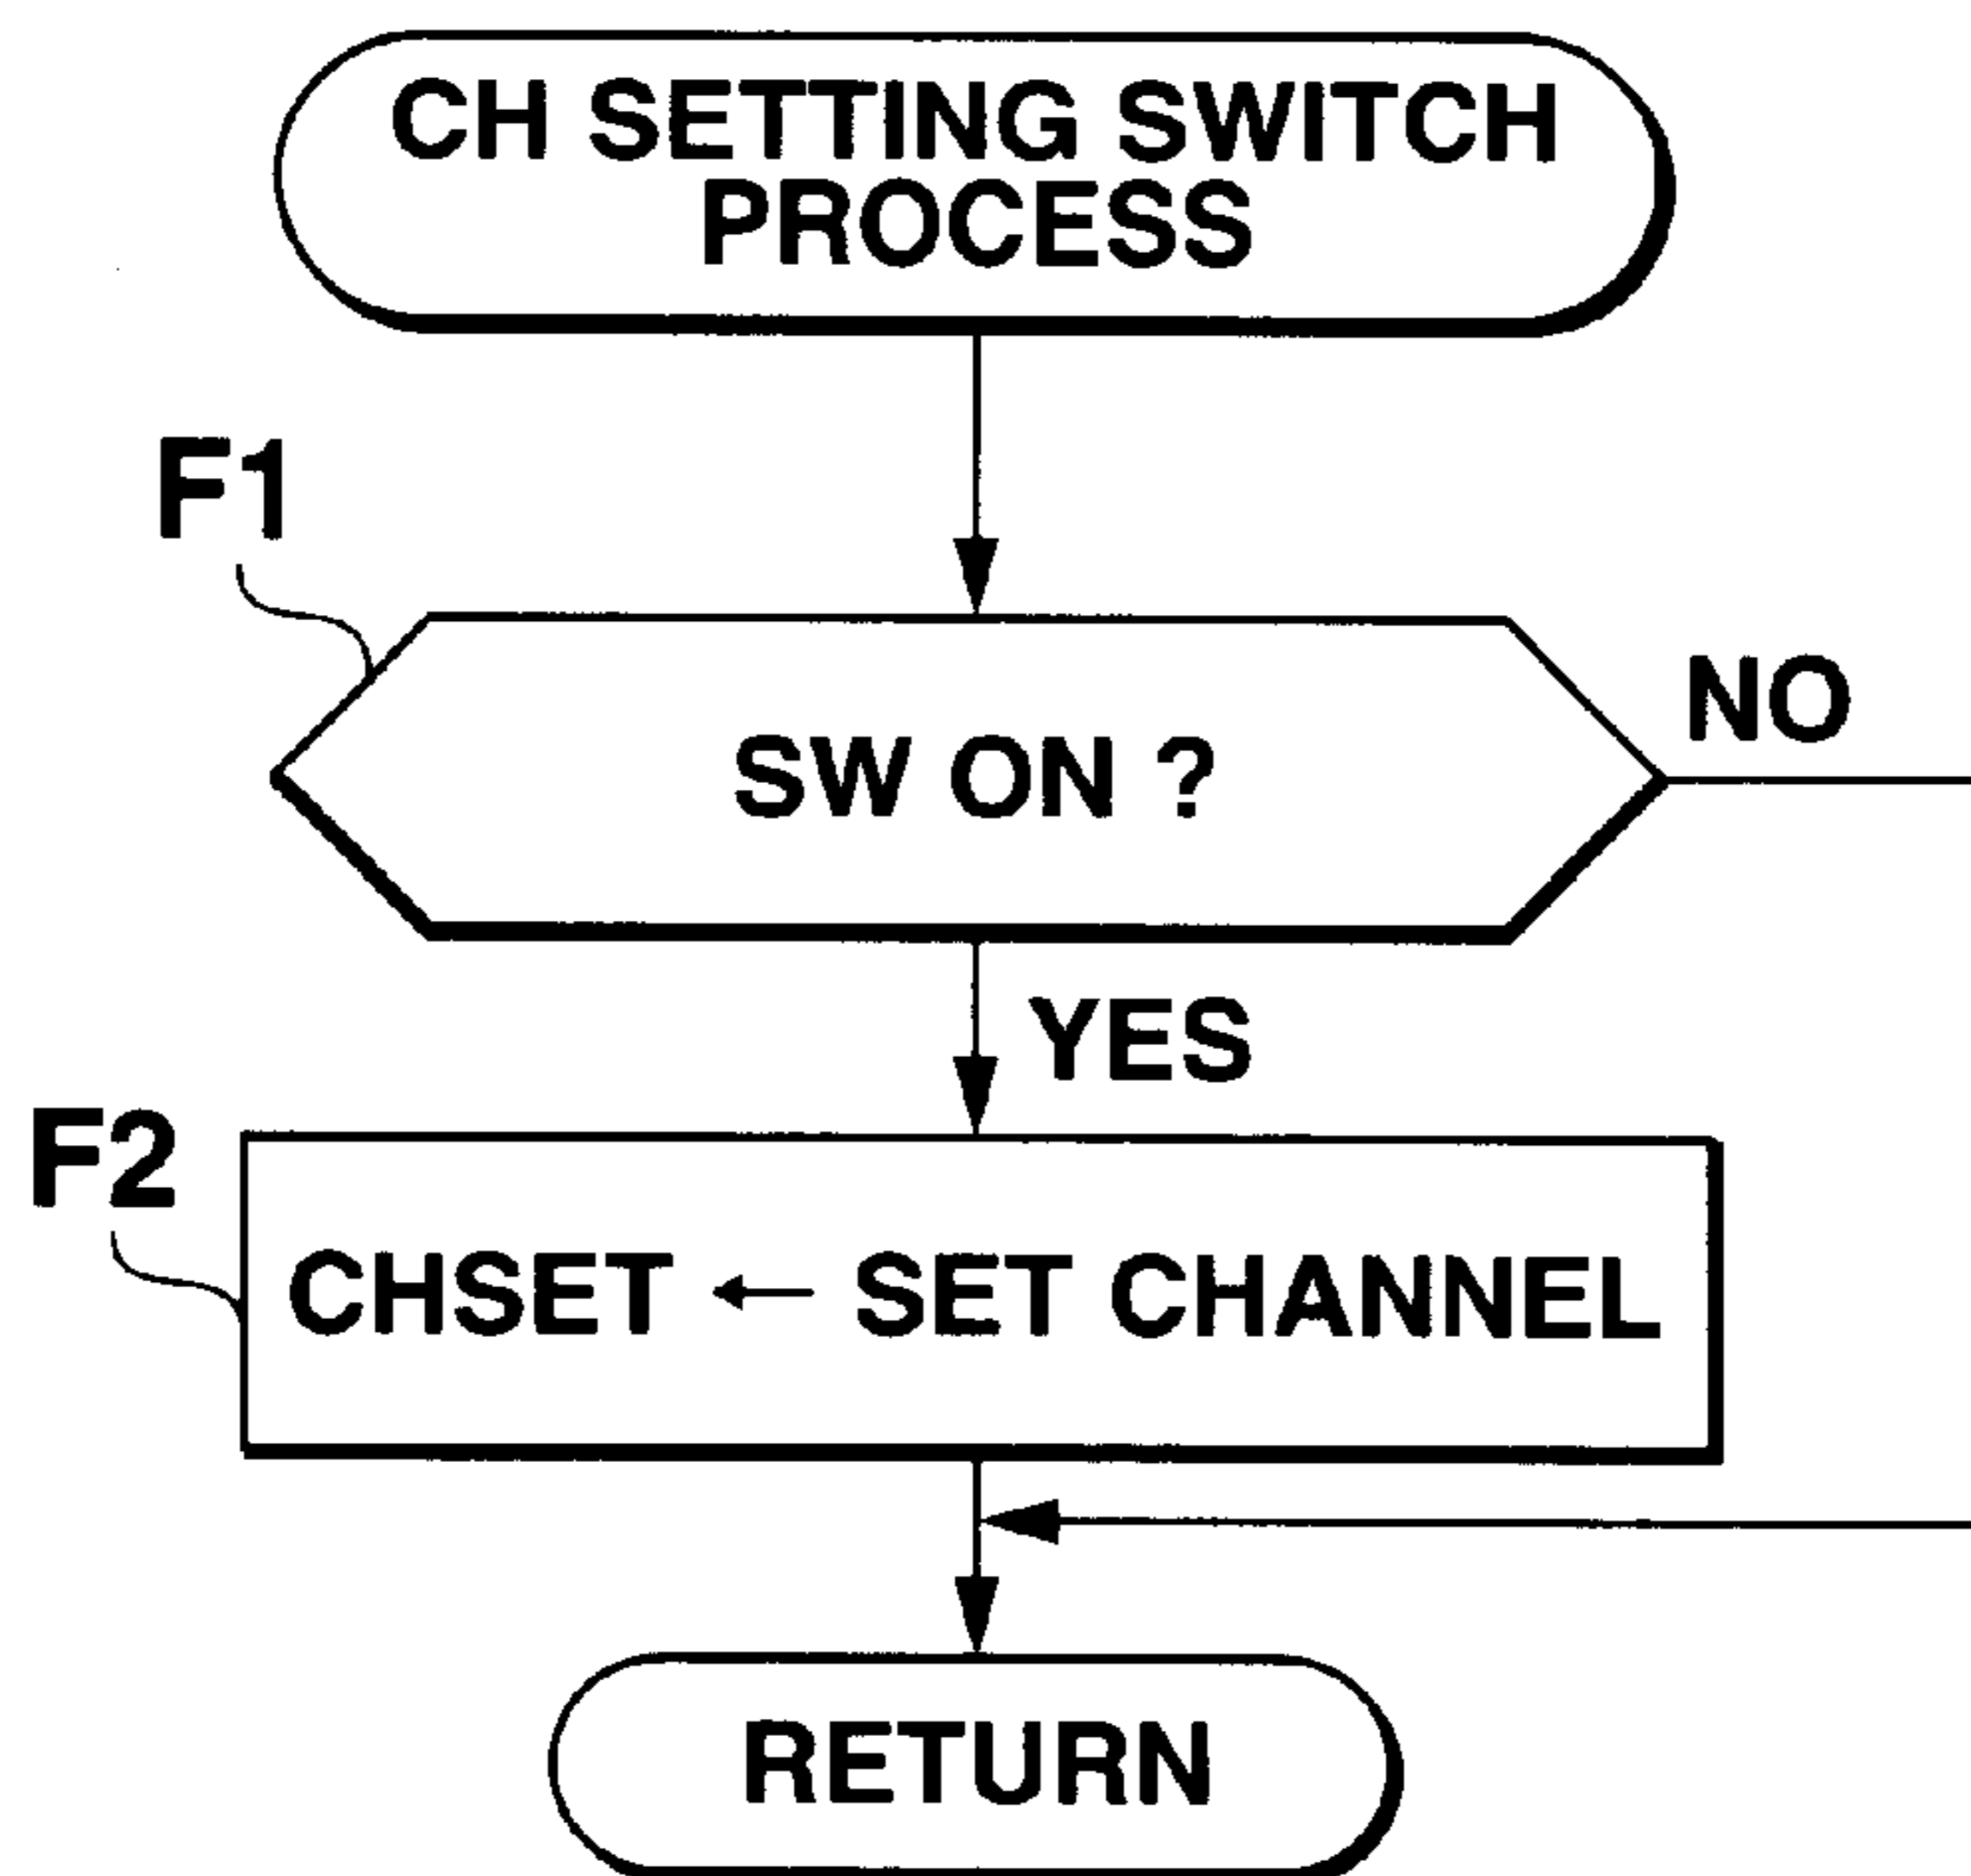 CH SETTING SWITCH
PROCESS
F1
SW ON ?
NO
YES
F2
CHSET ← SET CHANNEL
RETURN